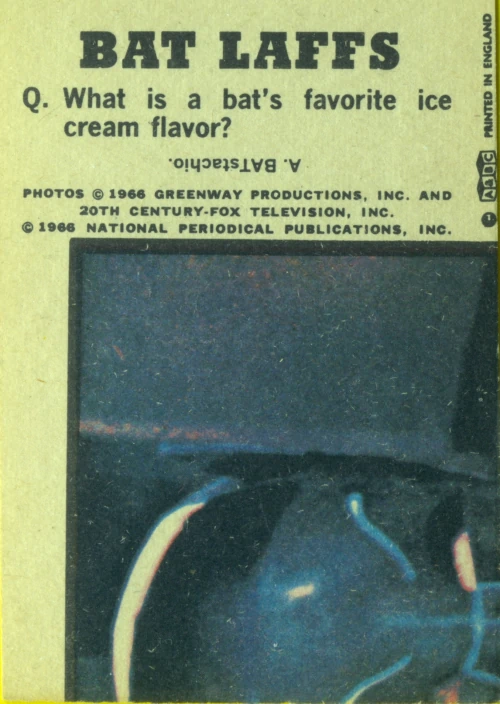 BAT LAFFS
Q. What is a bat's favorite ice
cream flavor?
A. BATstachio.
PHOTOS © 1966 GREENWAY PRODUCTIONS, INC. AND
20TH CENTURY-FOX TELEVISION, INC.
© 1966 NATIONAL PERIODICAL PUBLICATIONS, INC.
PRINTED IN ENGLAND
A&BC